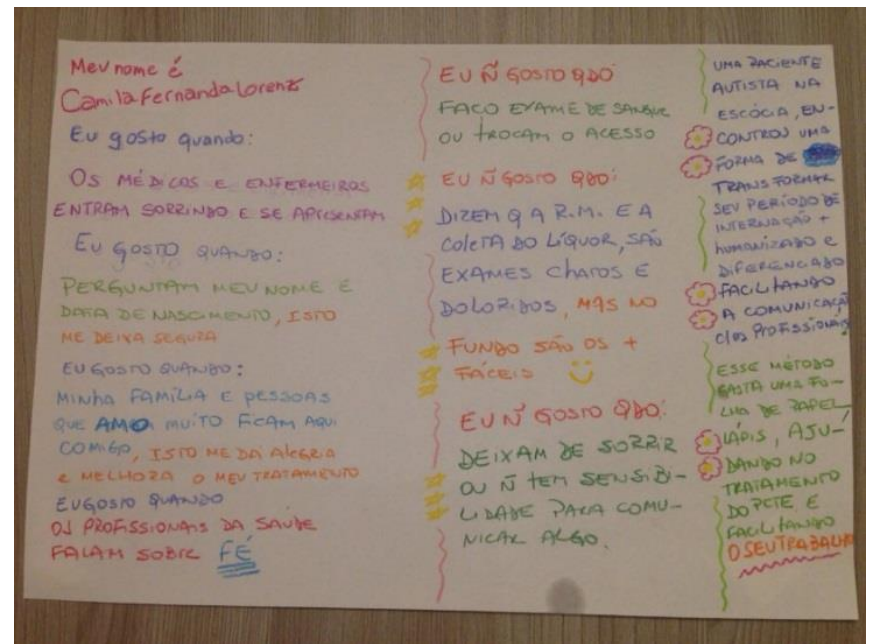 Meu nome é
Camila Fernanda Lorenz
Eu gosto quando:
OS MÉDICOS E ENFERMEIROS
ENTRAM SORRINDO E SE APRESENTAM
EU GOSTO QUANDO:
PERGUNTAM MEU NOME E
DATA DE NASCIMENTO, ISTO
ME DEIXA SEGURA
EU GOSTO QUANDO:
MINHA FAMÍLIA E PESSOAS
QUE AMO MUITO FICAM AQUI
COMIGO, ISTO ME DÁ ALEGRIA
E MELHORA O MEU TRATAMENTO
EU GOSTO QUANDO
OS PROFISSIONAIS DA SAÚDE
FALAM SOBRE FÉ
EU Ñ GOSTO QDO
FAÇO EXAME DE SANGUE
OU TROCAM O ACESSO
EU Ñ GOSTO QDO:
DIZEM Q A R.M. E A
COLETA DO LÍQUOR, SÃO
EXAMES CHATOS E
DOLORIDOS, MAS NO
FUNDO SÃO OS +
FÁCEIS
EU Ñ GOSTO QDO:
DEIXAM DE SORRIR
OU Ñ TEM SENSIBI-
LIDADE PARA COMU-
NICAR ALGO.
UMA PACIENTE
AUTISTA NA
ESCÓCIA, EN-
CONTROU UMA
FORMA DE
TRANSFORMAR
SEU PERÍODO DE
INTERNAÇÃO +
HUMANIZADO E
DIFERENCIADO
FACILITANDO
A COMUNICAÇÃO
C/OS PROFISSIONAIS
ESSE MÉTODO
GASTA UMA FO-
LHA DE PAPEL
LÁPIS, AJU-
DANDO NO
TRATAMENTO
DO PCTE E
FACILITANDO
O SEU TRABALHO